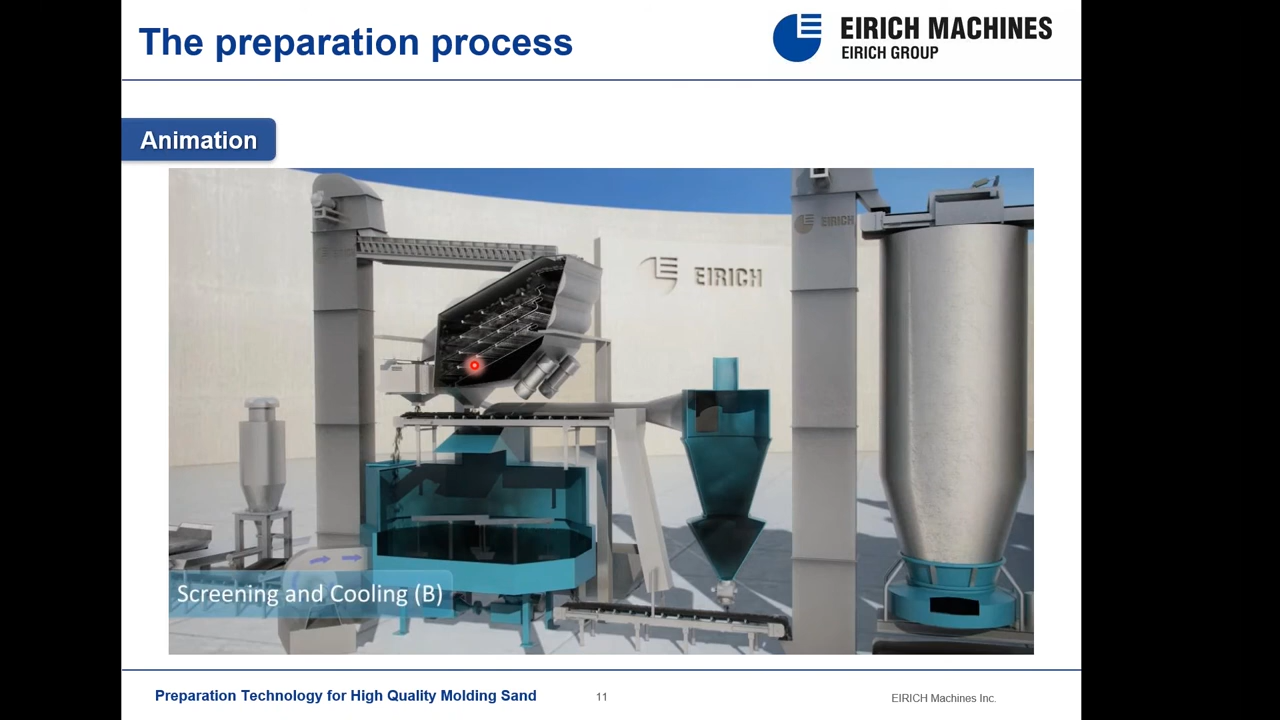 The preparation process
EIRICH MACHINES
EIRICH GROUP
Animation
EIRICH
EIRICH
Screening and Cooling (B)
Preparation Technology for High Quality Molding Sand
11
EIRICH Machines Inc.